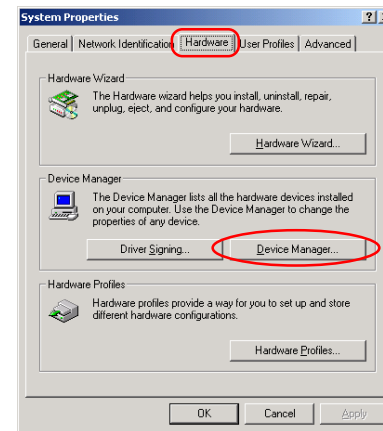 System Properties
General
Network Identification
Hardware
User Profiles
Advanced
Hardware Wizard
The Hardware wizard helps you install, uninstall, repair,
unplug, eject, and configure your hardware.
Hardware Wizard...
Device Manager
The Device Manager lists all the hardware devices installed
on your computer. Use the Device Manager to change the
properties of any device.
Driver Signing...
Device Manager...
Hardware Profiles
Hardware profiles provide a way for you to set up and store
different hardware configurations.
Hardware Profiles...
OK
Cancel
Apply